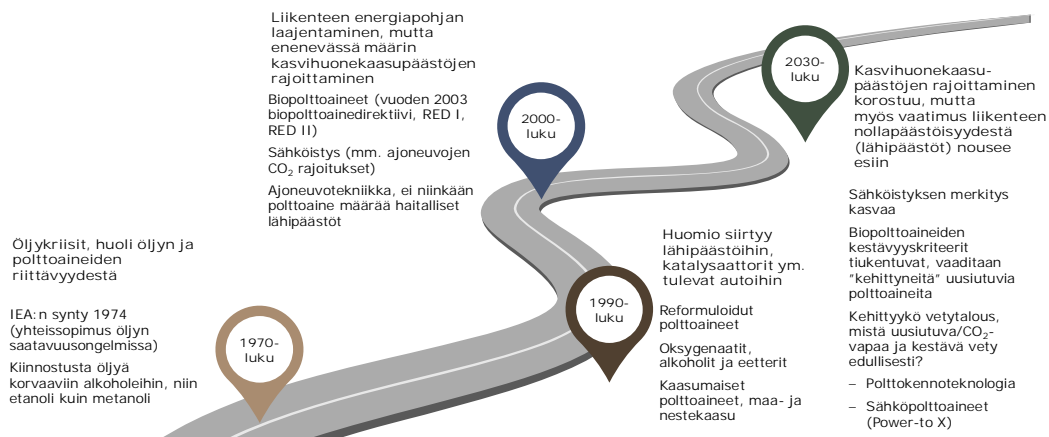 Öljykriisit, huoli öljyn ja
polttoaineiden
riittävyydestä
IEA:n synty 1974
(yhteissopimus öljyn
saatavuusongelmissa)
Kiinnostusta öljyä
korvaaviin alkoholeihin, niin
etanoli kuin metanoli
1970-
luku
Huomio siirtyy
lähipäästöihin,
katalysaattorit ym.
tulevat autoihin
Reformuloidut
polttoaineet
Oksygenaatit,
alkoholit ja eetterit
Kaasumaiset
polttoaineet, maa- ja
nestekaasu
1990-
luku
Liikenteen energiapohjan
laajentaminen, mutta
enenevässä määrin
kasvihuonekaasupäästöjen
rajoittaminen
Biopolttoaineet (vuoden 2003
biopolttoainedirektiivi, RED I,
RED II)
Sähköistys (mm. ajoneuvojen
CO₂ rajoitukset)
Ajoneuvotekniikka, ei niinkään
polttoaine määrää haitalliset
lähipäästöt
2000-
luku
2030-
luku
Kasvihuonekaasu-
päästöjen rajoittaminen
korostuu, mutta
myös vaatimus liikenteen
nollapäästöisyydestä
(lähipäästöt) nousee
esiin
Sähköistyksen merkitys
kasvaa
Biopolttoaineiden
kestävyyskriteerit
tiukentuvat, vaaditaan
"kehittyneitä" uusiutuvia
polttoaineita
Kehittyykö vetytalous,
mistä uusiutuva/CO₂-
vapaa ja kestävä vety
edullisesti?
– Polttokennoteknologia
– Sähköpolttoaineet
(Power-to X)